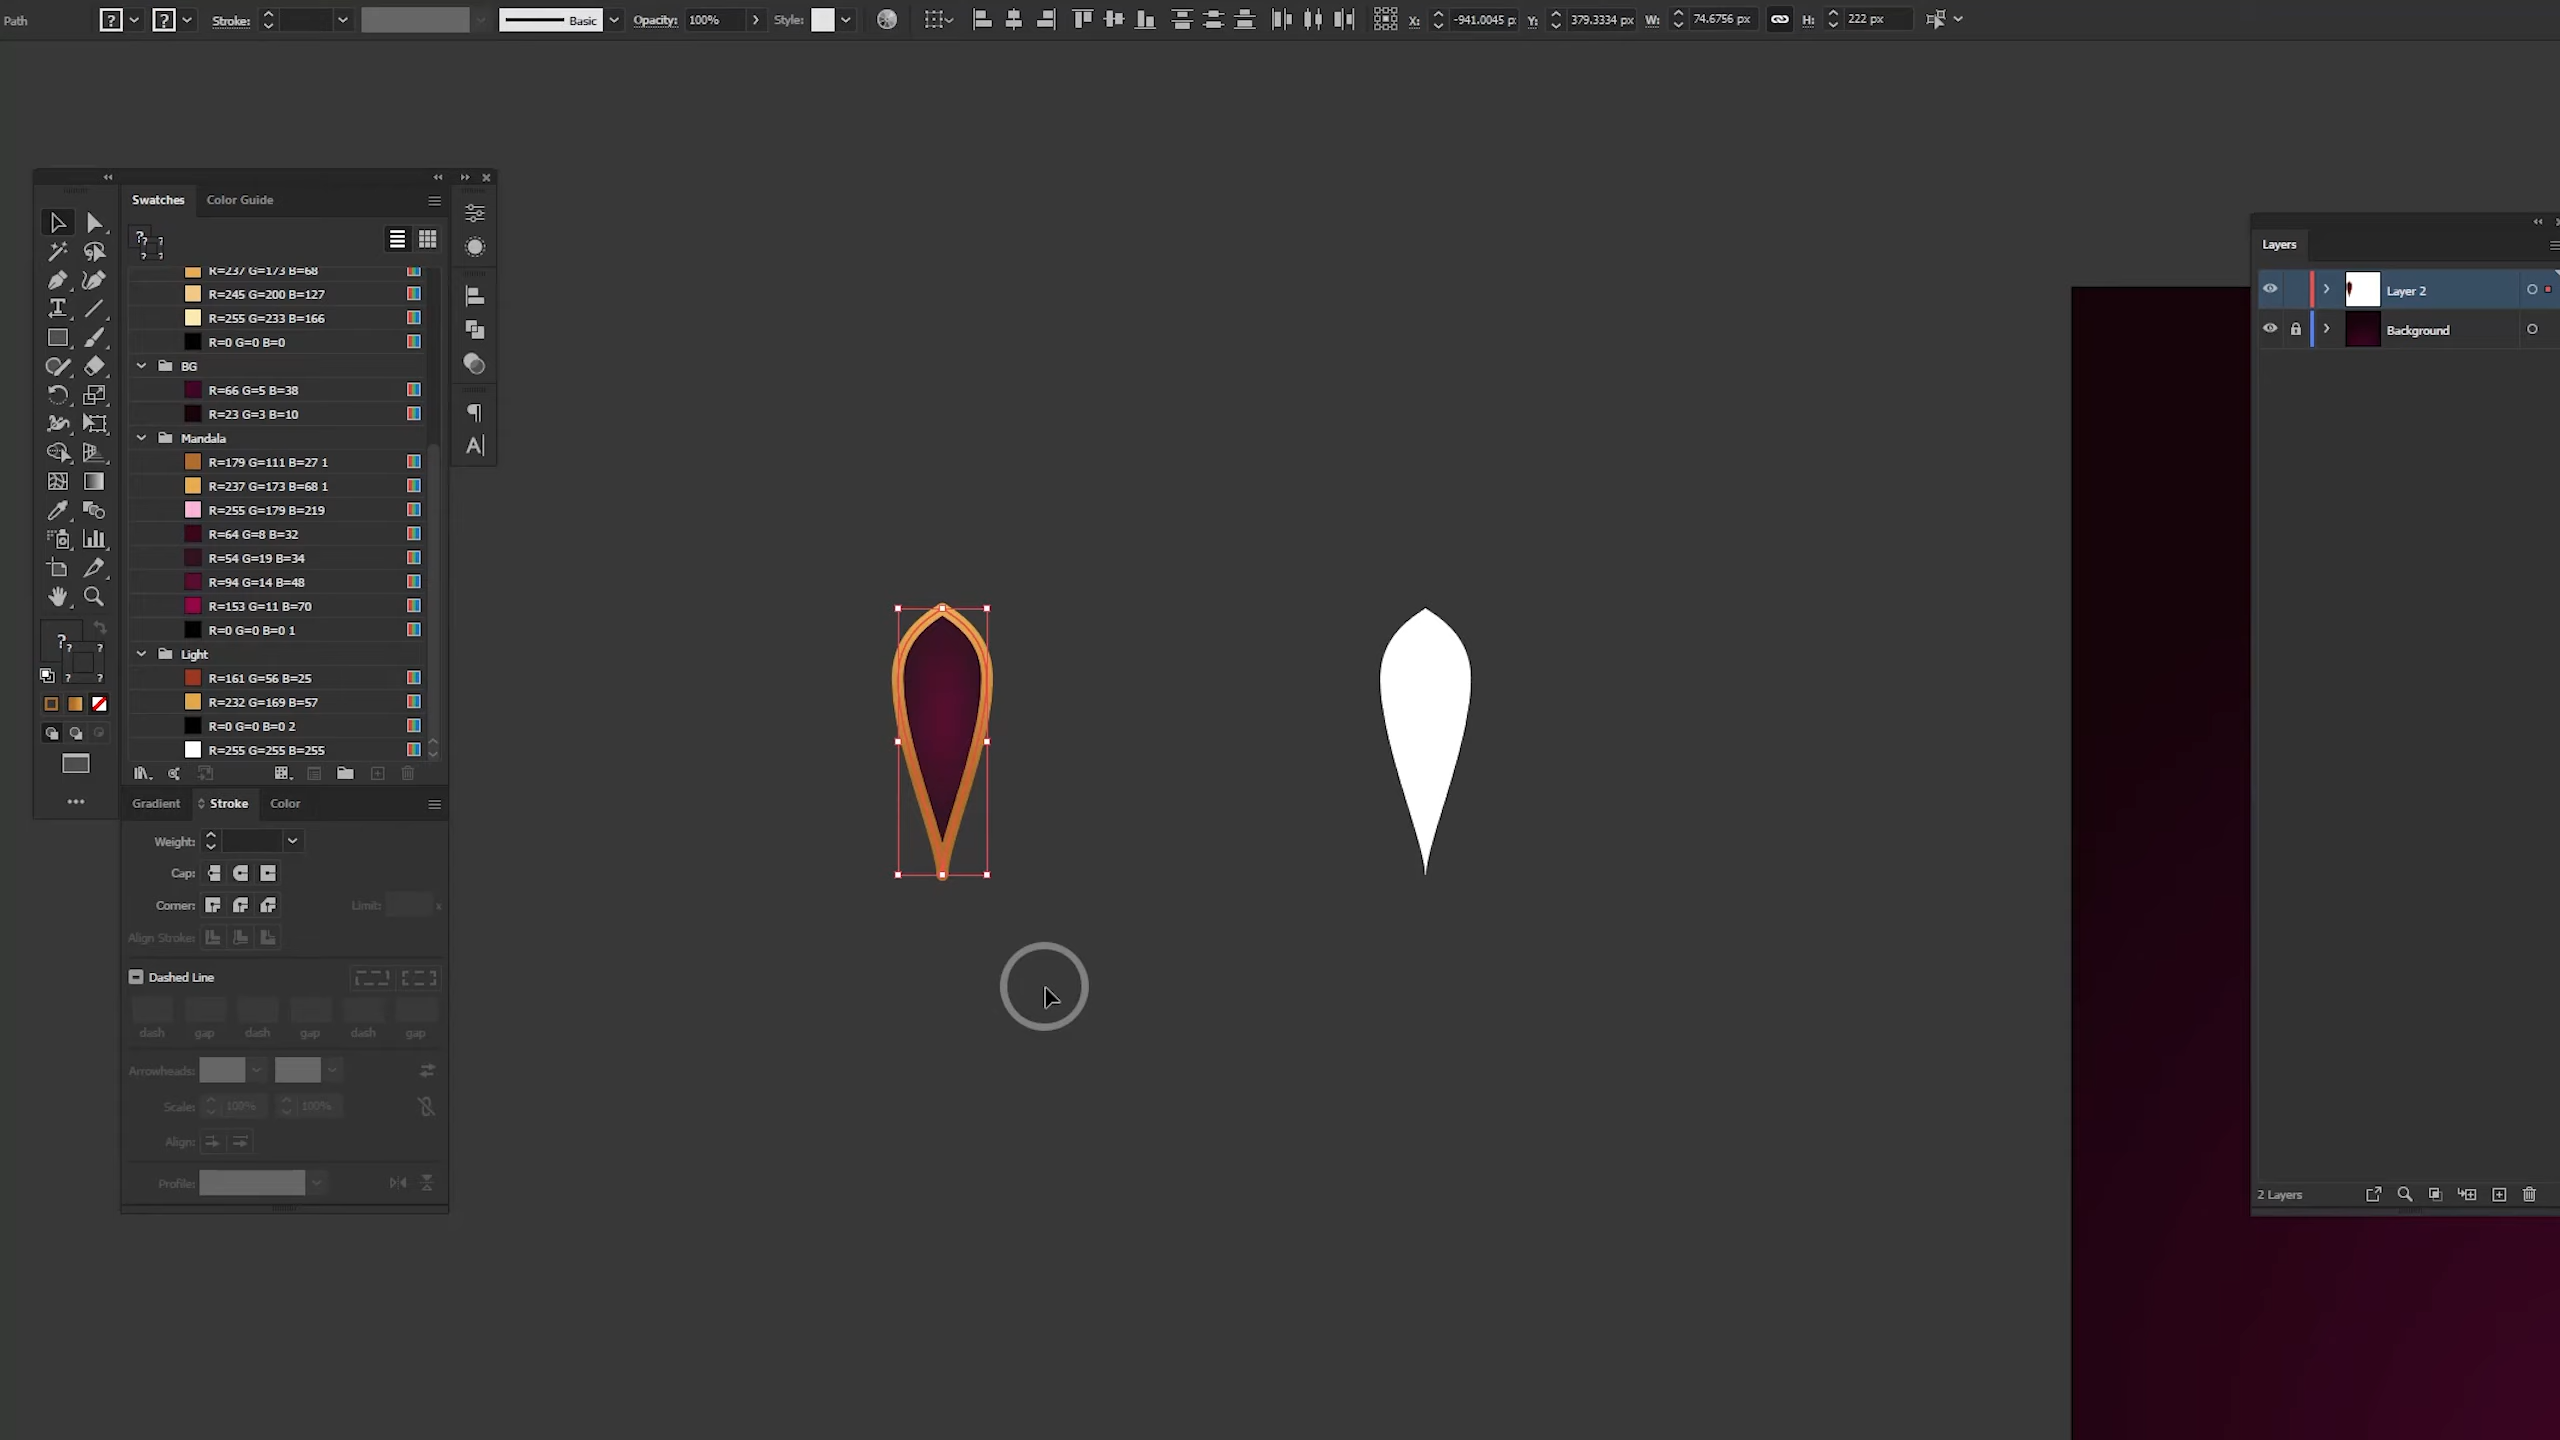 Path ? ? Stroke: Basic Opacity: 100% Style: X: -941.0045 p Y: 379.3334 px W: 74.6756 px H: 222 px
Swatches Color Guide
R=237 G=173 B=68
R=245 G=200 B=127
R=255 G=233 B=166
R=0 G=0 B=0
BG
R=66 G=5 B=38
R=23 G=3 B=10
Mandala
R=179 G=111 B=27 1
R=237 G=173 B=68 1
R=255 G=179 B=219
R=64 G=8 B=32
R=54 G=19 B=34
R=94 G=14 B=48
R=153 G=11 B=70
R=0 G=0 B=0 1
Light
R=161 G=56 B=25
R=232 G=169 B=57
R=0 G=0 B=0 2
R=255 G=255 B=255
Gradient Stroke Color
Weight:
Cap:
Corner: Limit: x
Align Stroke:
Dashed Line
dash gap dash gap dash gap
Arrowheads:
Scale: 100% 100%
Align:
Profile:
Layers
Layer 2
Background
2 Layers